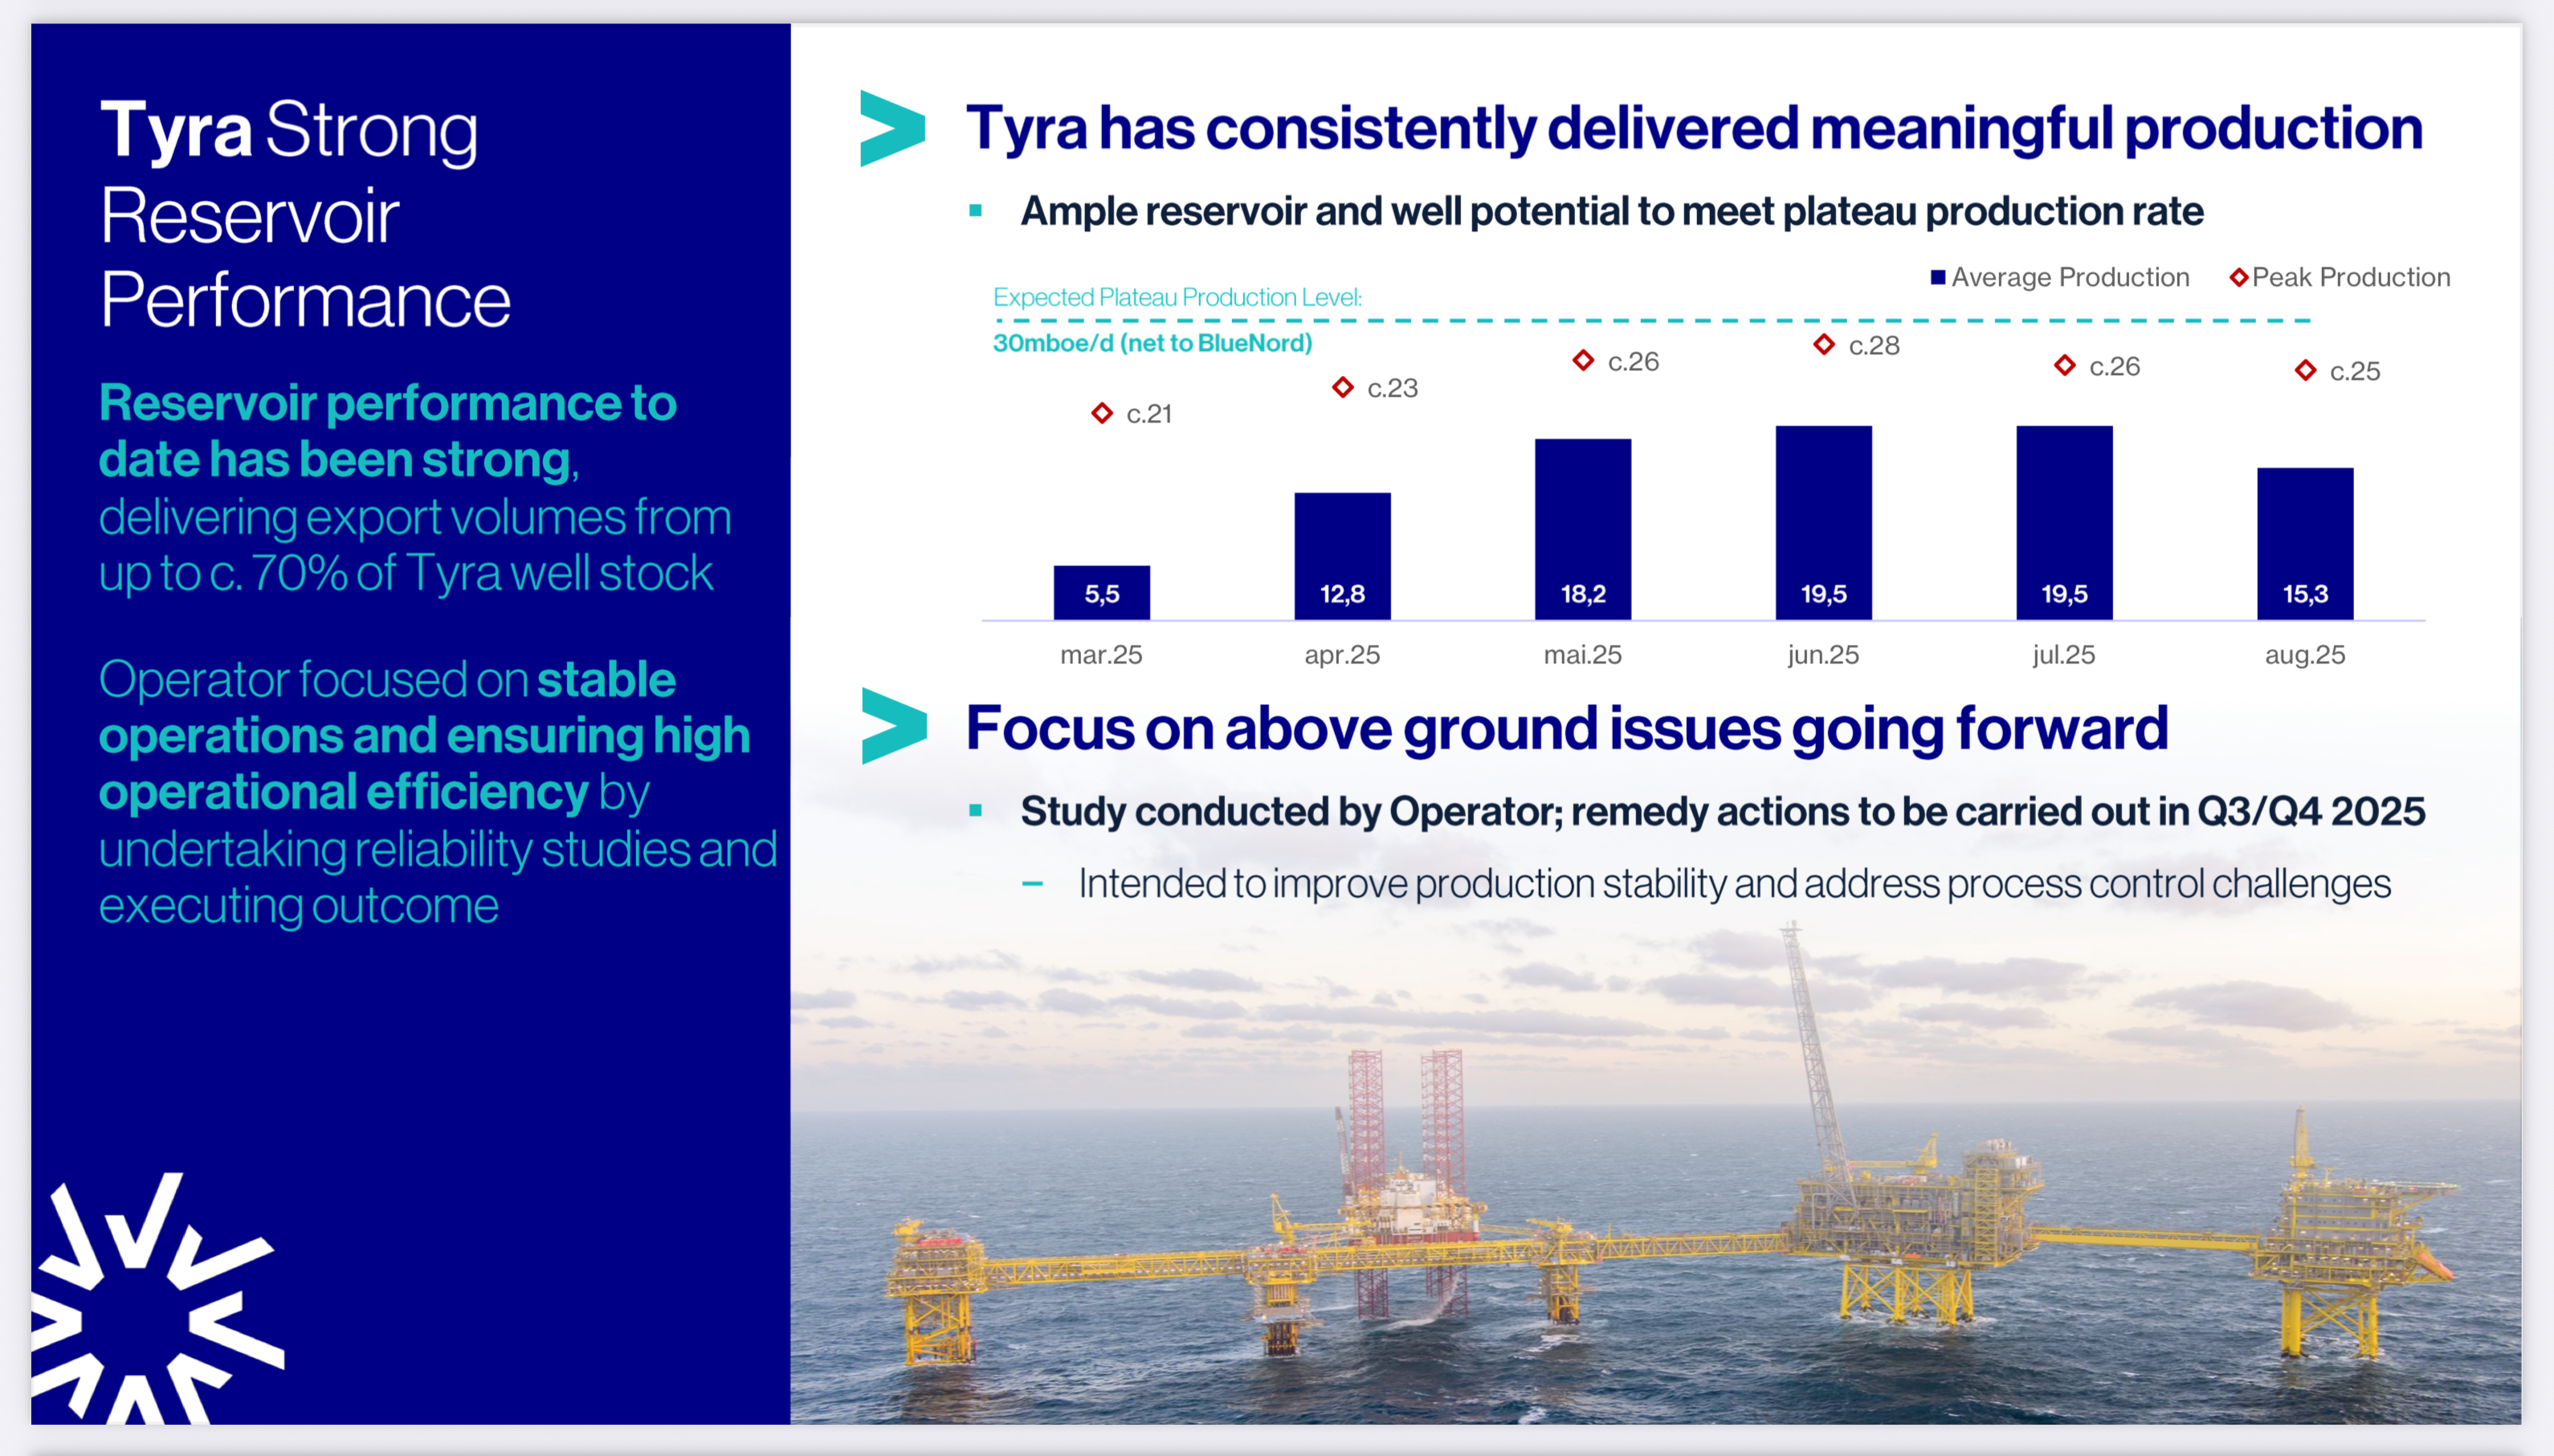 Tyra Strong
Reservoir
Performance
Reservoir performance to
date has been strong,
delivering export volumes from
up to c. 70% of Tyra well stock
Operator focused on stable
operations and ensuring high
operational efficiency by
undertaking reliability studies and
executing outcome
Tyra has consistently delivered meaningful production
▪ Ample reservoir and well potential to meet plateau production rate
Average Production Peak Production
Expected Plateau Production Level:
30mboe/d (net to BlueNord)
c.21 c.23 c.26 c.28 c.26 c.25
5,5 12,8 18,2 19,5 19,5 15,3
mar.25 apr.25 mai.25 jun.25 jul.25 aug.25
Focus on above ground issues going forward
▪ Study conducted by Operator; remedy actions to be carried out in Q3/Q4 2025
– Intended to improve production stability and address process control challenges